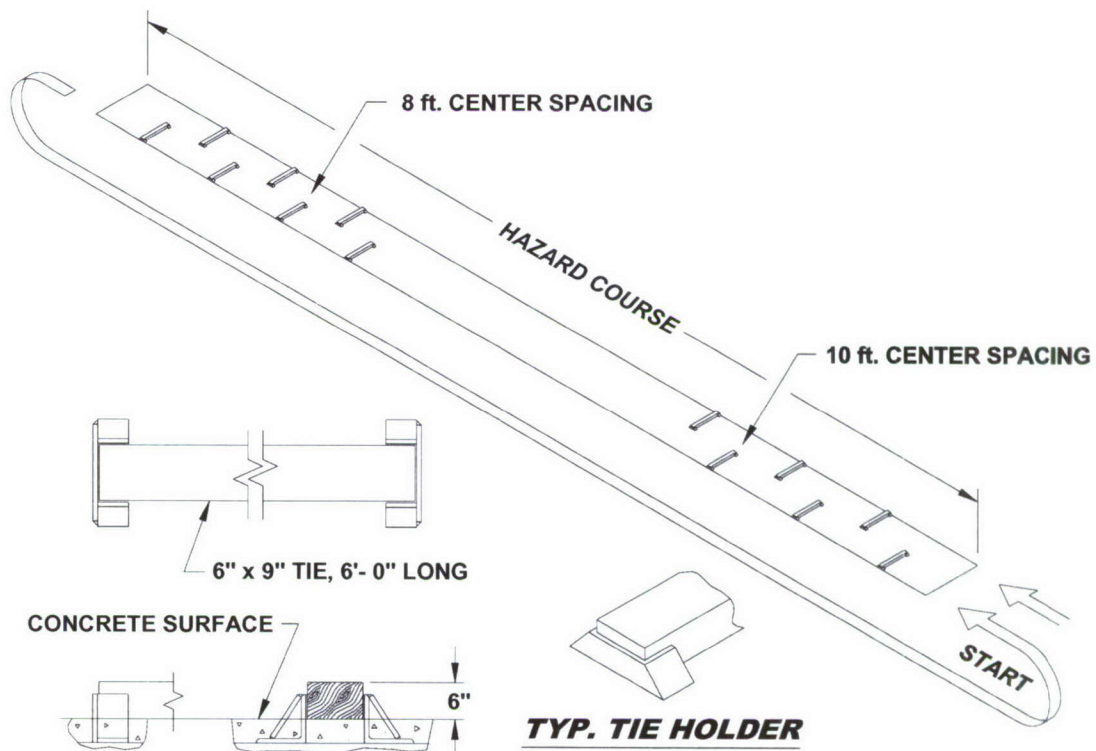 8 ft. CENTER SPACING
HAZARD COURSE
10 ft. CENTER SPACING
6" x 9" TIE, 6'- 0" LONG
CONCRETE SURFACE
6"
START
TYP. TIE HOLDER